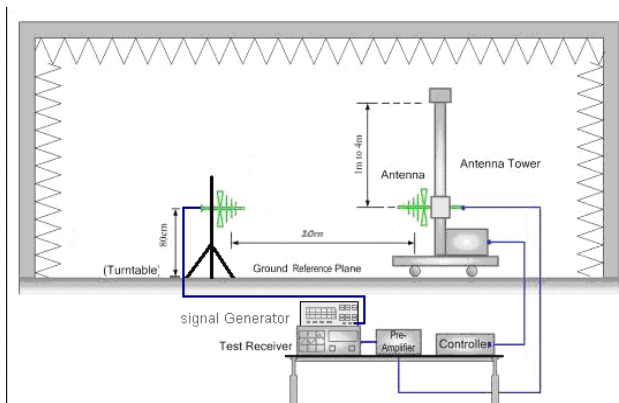 1m to 4m
Antenna
Antenna Tower
80cm
10m
(Turntable)
Ground Reference Plane
signal Generator
Test Receiver
Pre-
Amplifier
Controller